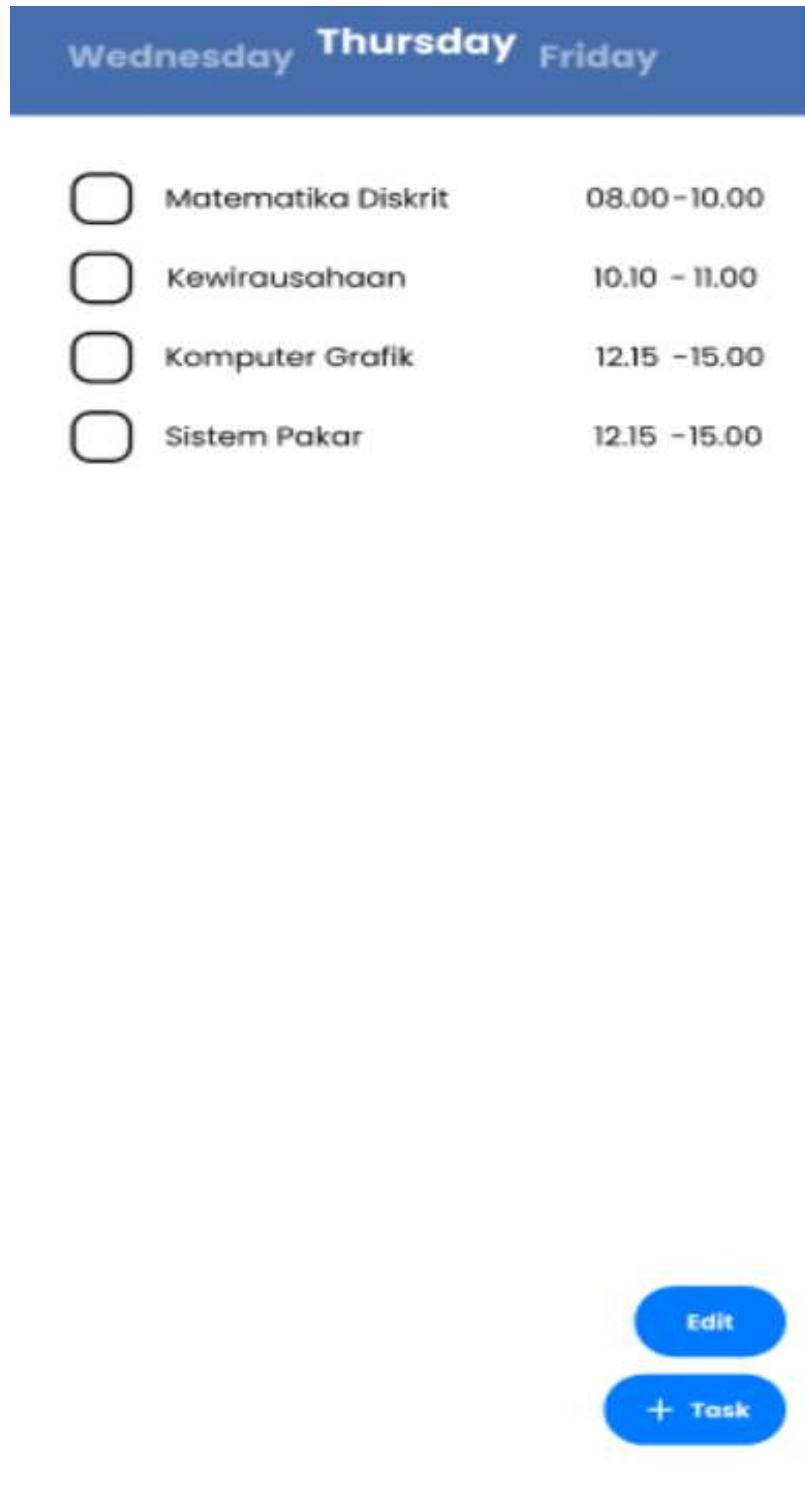 Wednesday Thursday Friday
Matematika Diskrit 08.00-10.00
Kewirausahaan 10.10 - 11.00
Komputer Grafik 12.15 -15.00
Sistem Pakar 12.15 -15.00
Edit
+ Task